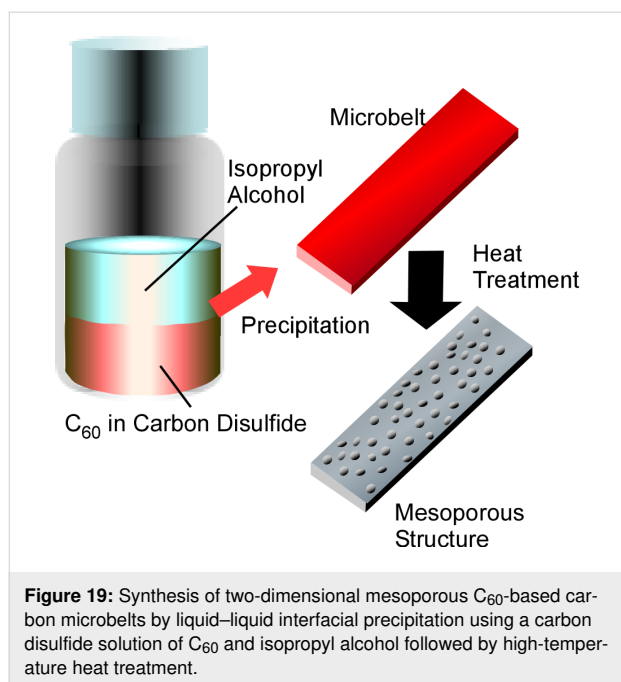 Microbelt
Isopropyl
Alcohol
Heat
Treatment
Precipitation
C60 in Carbon Disulfide
Mesoporous
Structure
Figure 19: Synthesis of two-dimensional mesoporous C60-based car-
bon microbelts by liquid–liquid interfacial precipitation using a carbon
disulfide solution of C60 and isopropyl alcohol followed by high-temper-
ature heat treatment.